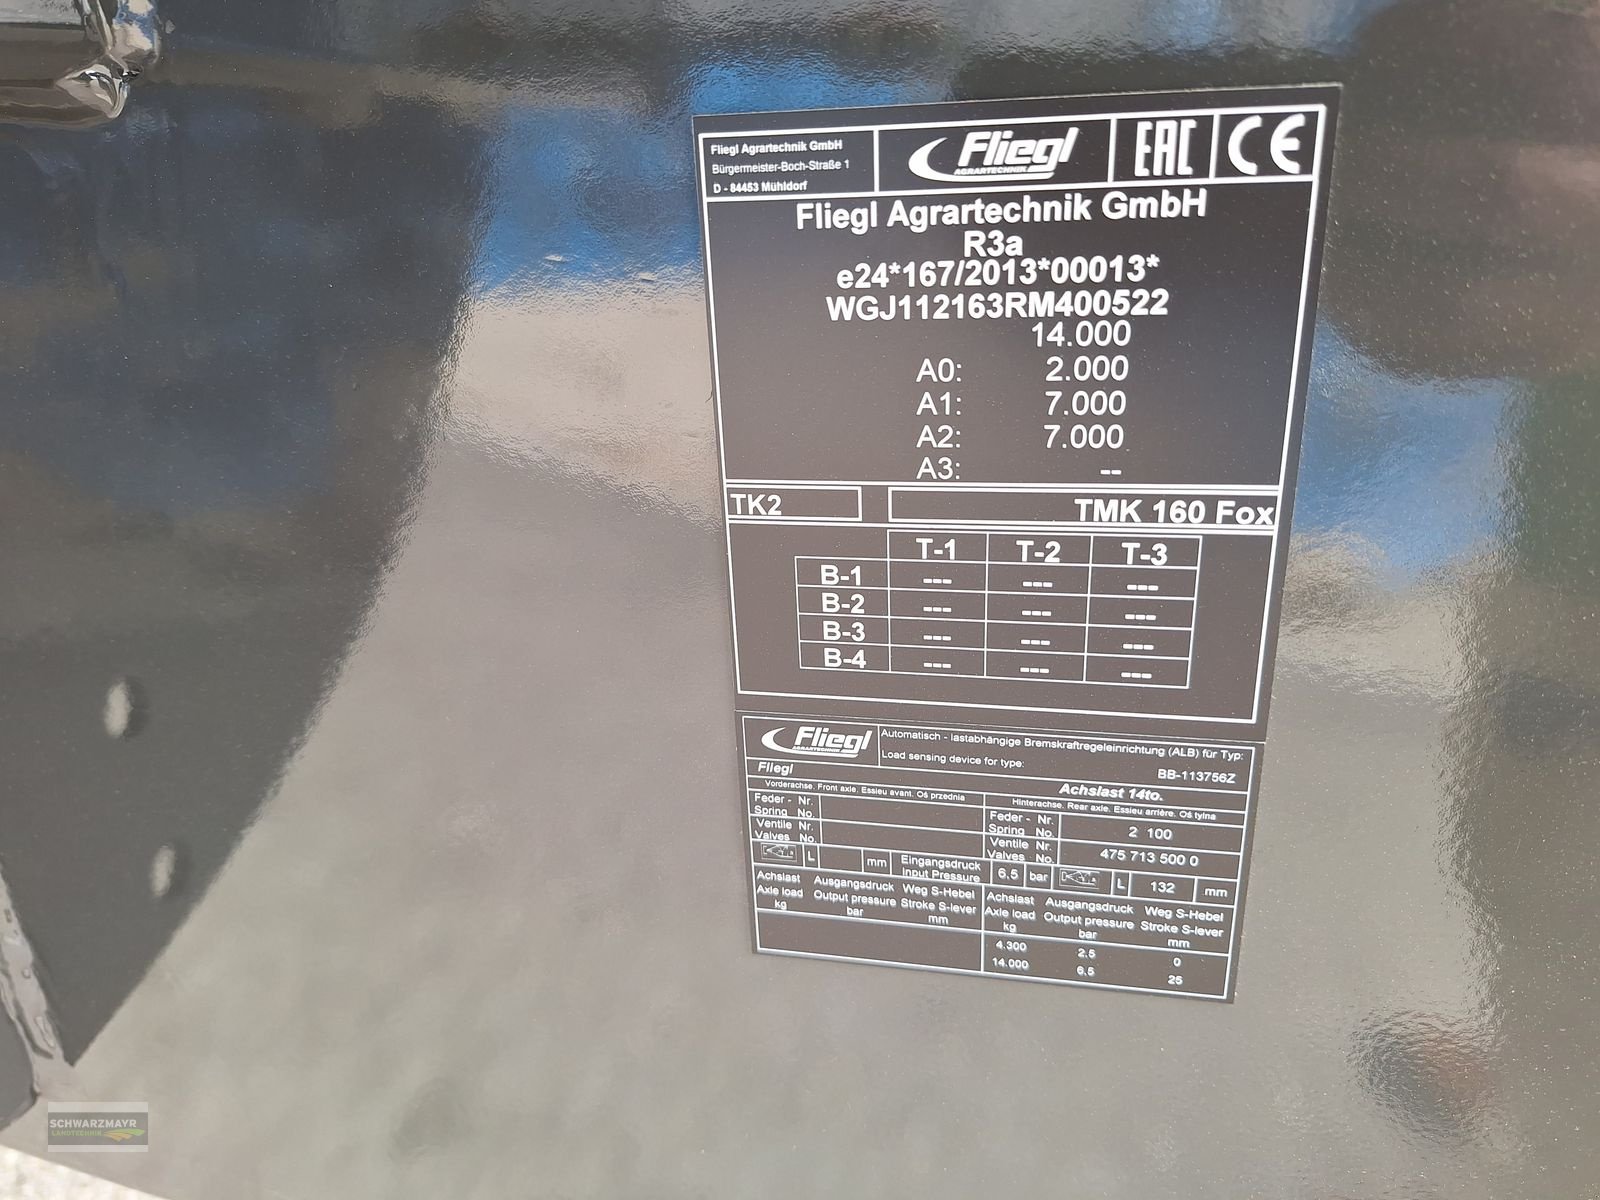 Fliegl Agrartechnik GmbH
Bürgermeister-Boch-Straße 1
D - 84453 Mühldorf
Fliegl
AGRARTECHNIK
EAC
CE
Fliegl Agrartechnik GmbH
R3a
e24*167/2013*00013*
WGJ112163RM400522
14.000
A0: 2.000
A1: 7.000
A2: 7.000
A3: --
TK2 TMK 160 Fox
T-1 T-2 T-3
B-1 --- --- ---
B-2 --- --- ---
B-3 --- --- ---
B-4 --- --- ---
Fliegl
AGRARTECHNIK
Automatisch - lastabhängige Bremskraftregeleinrichtung (ALB) für Typ:
Load sensing device for type:
BB-113756Z
Fliegl
Achslast 14to.
Vorderachse. Front axle. Essieu avant. Oś przednia
Hinterachse. Rear axle. Essieu arrière. Oś tylna
Feder - Nr.
Spring No.
Ventile Nr.
Valves No.
Feder - Nr.
Spring No.
2 100
Ventile Nr.
Valves No.
475 713 500 0
L mm
Eingangsdruck
Input Pressure
6.5 bar
L 132 mm
Achslast
Axle load
kg
Ausgangsdruck
Output pressure
bar
Weg S-Hebel
Stroke S-lever
mm
Achslast
Axle load
kg
Ausgangsdruck
Output pressure
bar
Weg S-Hebel
Stroke S-lever
mm
4.300 2.5 0
14.000 6.5 25
SCHWARZMAYR
LANDTECHNIK